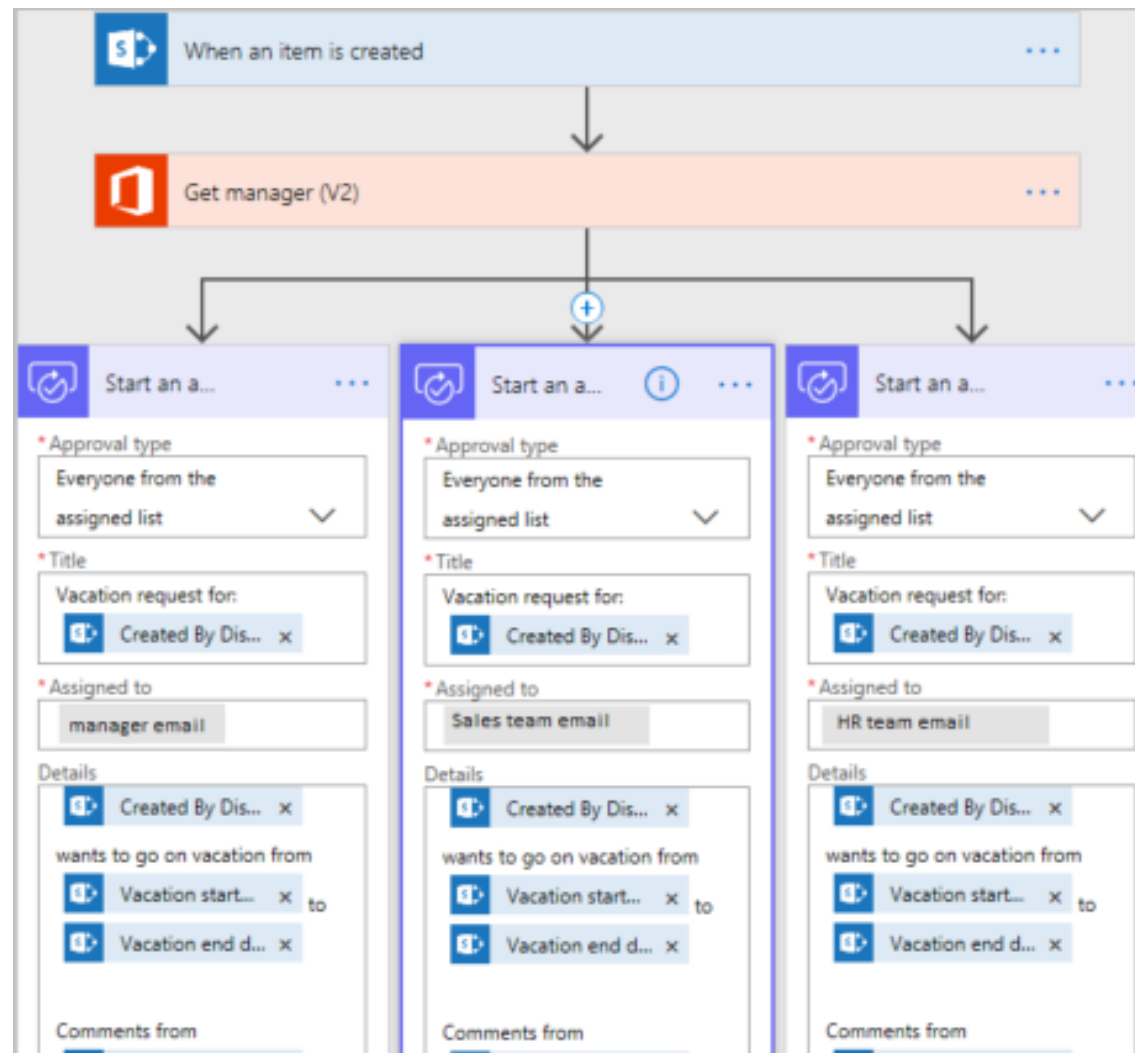 When an item is created
Get manager (V2)
Start an a...
*Approval type
Everyone from the
assigned list
*Title
Vacation request for:
Created By Dis... ×
*Assigned to
manager email
Details
Created By Dis... ×
wants to go on vacation from
Vacation start... × to
Vacation end d... ×
Comments from
Start an a...
*Approval type
Everyone from the
assigned list
*Title
Vacation request for:
Created By Dis... ×
*Assigned to
Sales team email
Details
Created By Dis... ×
wants to go on vacation from
Vacation start... × to
Vacation end d... ×
Comments from
Start an a...
*Approval type
Everyone from the
assigned list
*Title
Vacation request for:
Created By Dis... ×
*Assigned to
HR team email
Details
Created By Dis... ×
wants to go on vacation from
Vacation start... × to
Vacation end d... ×
Comments from